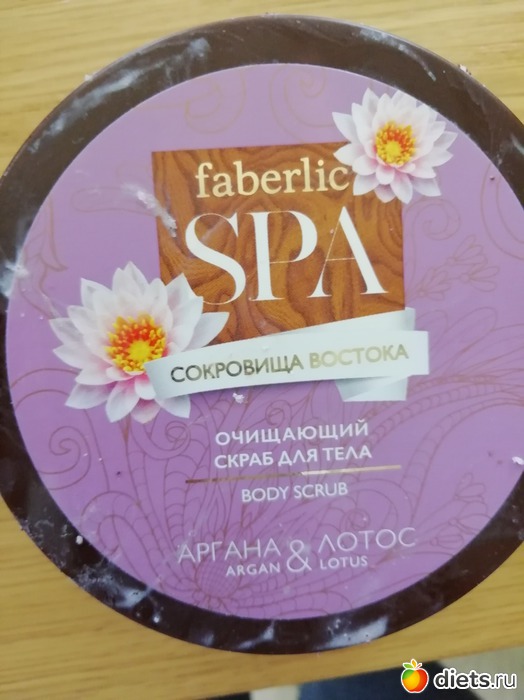 faberlic
SPA
СОКРОВИЩА ВОСТОКА
ОЧИЩАЮЩИЙ
СКРАБ ДЛЯ ТЕЛА
BODY SCRUB
АРГАНА & ЛОТОС
ARGAN LOTUS
diets.ru